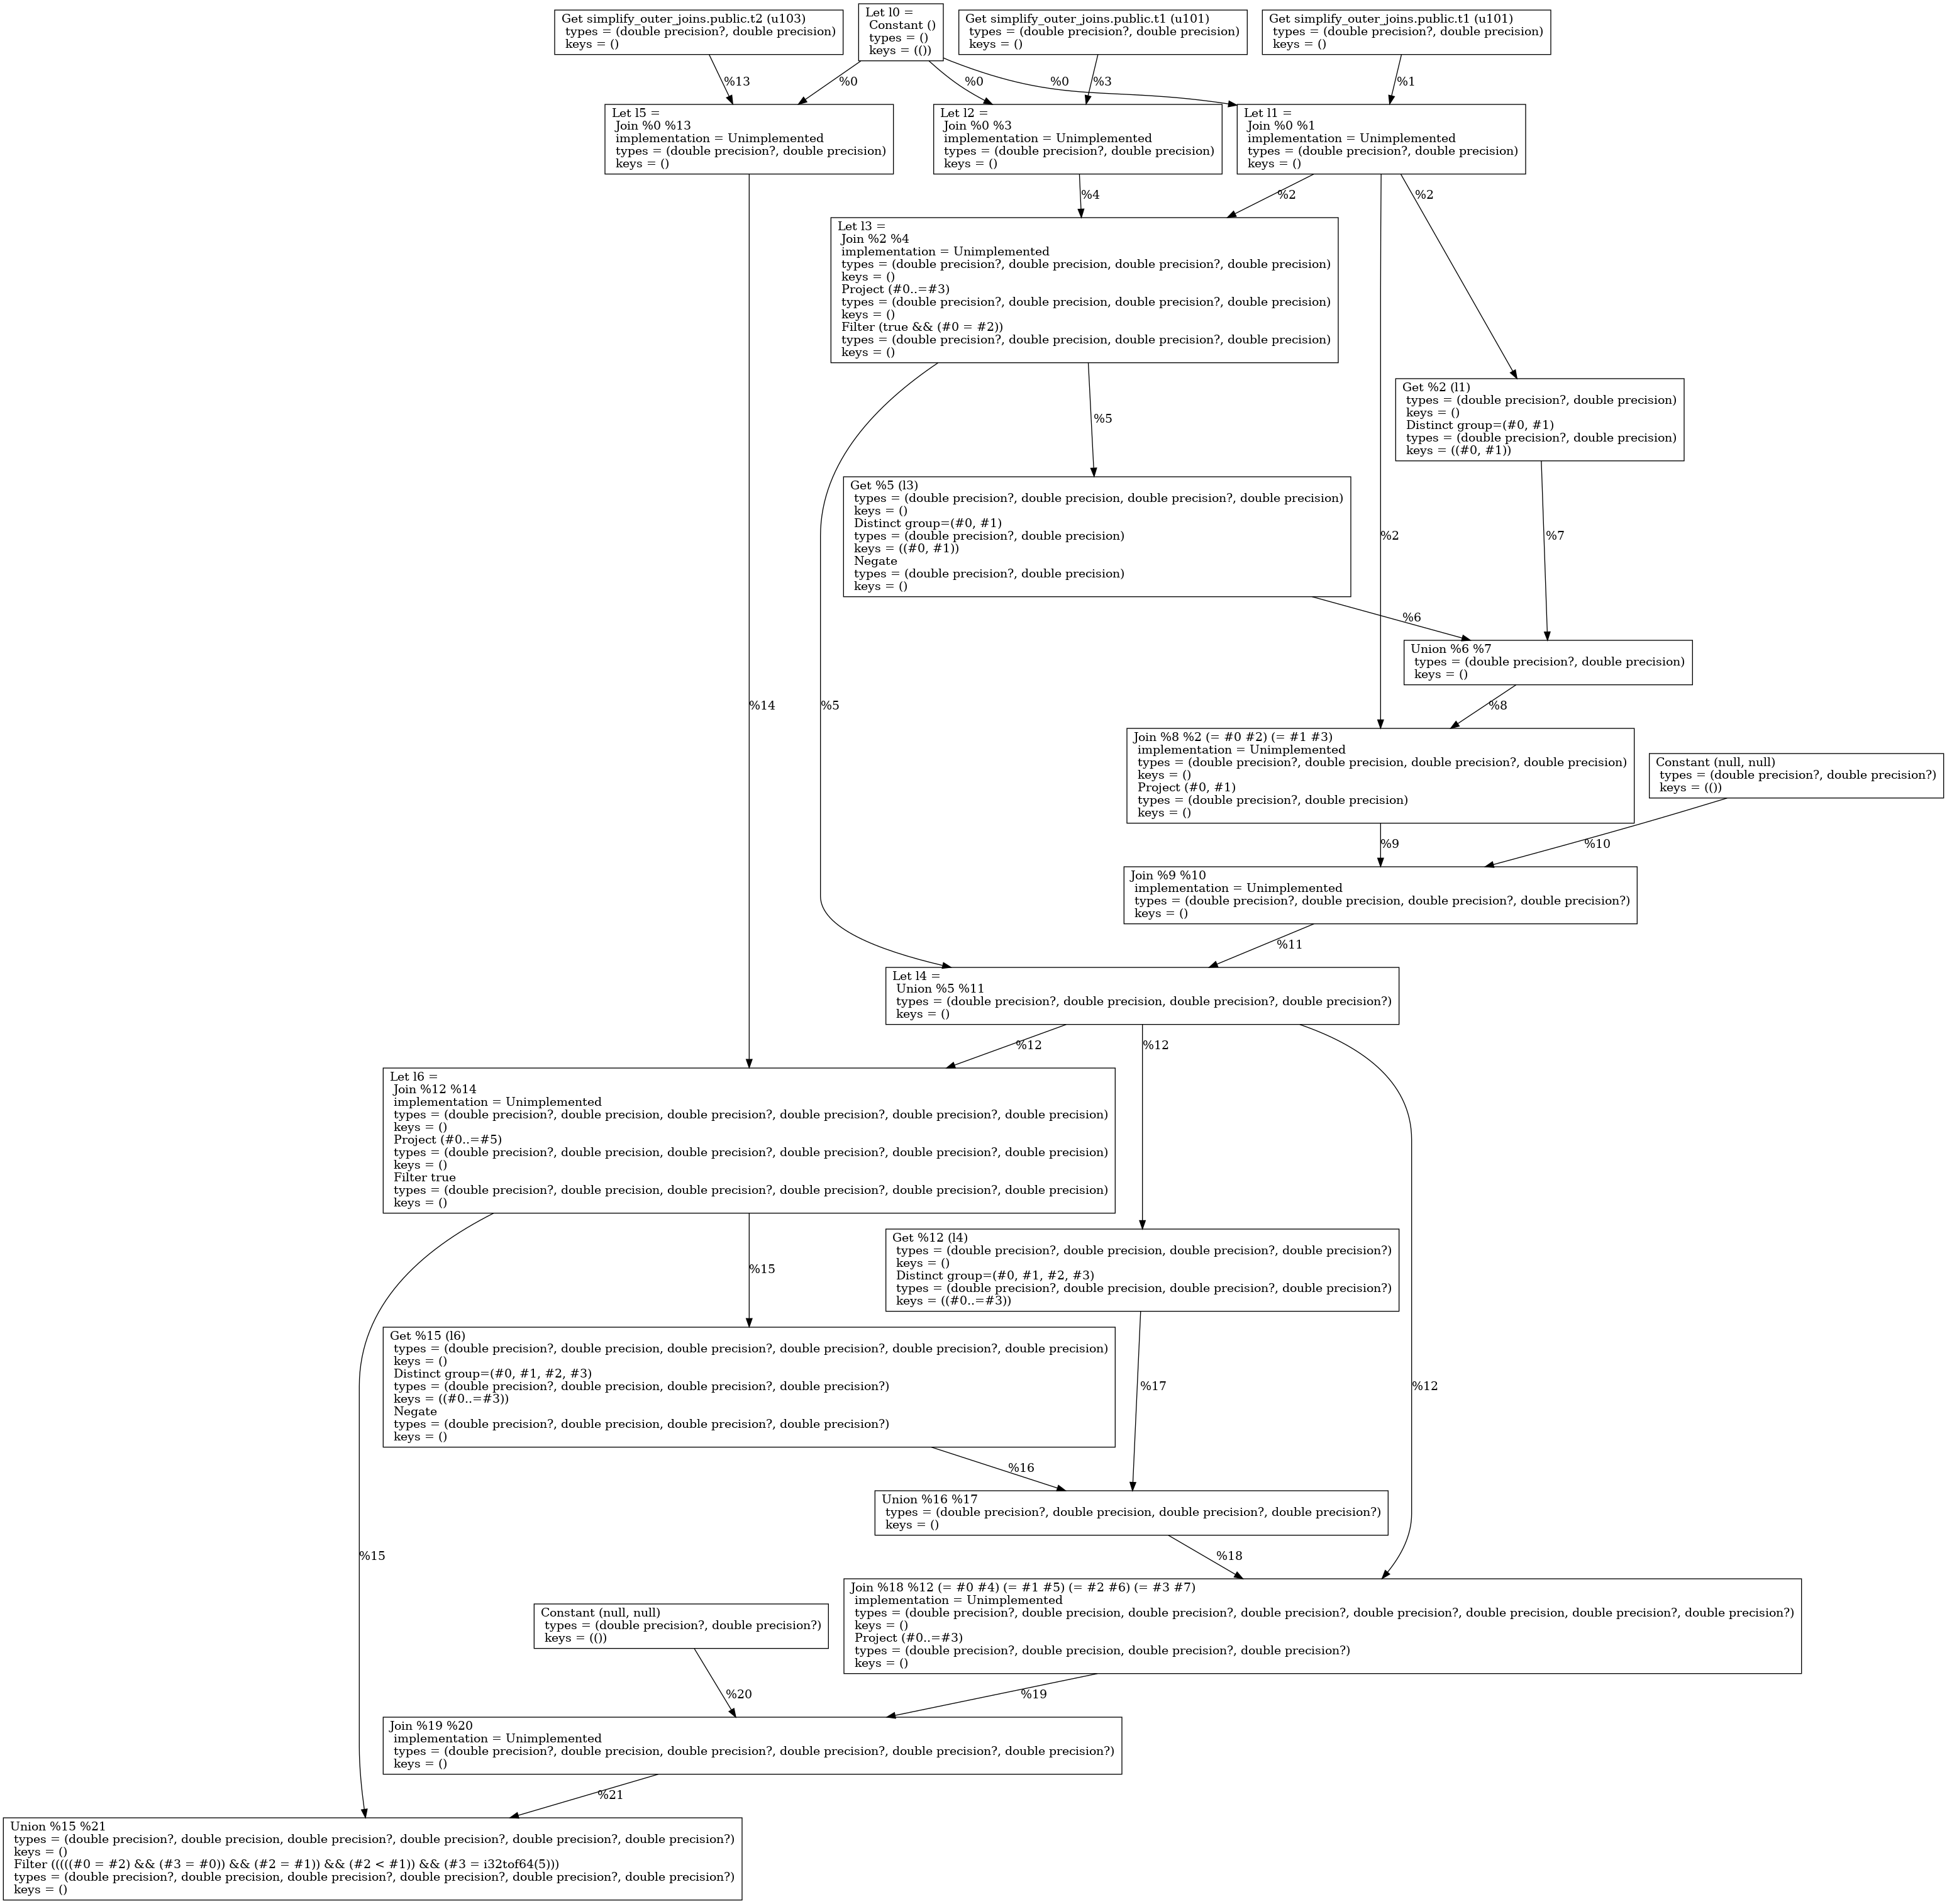 Get simplify_outer_joins.public.t2 (u103)
types = (double precision?, double precision)
keys = ()
Let l0 =
Constant ()
types = ()
keys = (())
Get simplify_outer_joins.public.t1 (u101)
types = (double precision?, double precision)
keys = ()
Get simplify_outer_joins.public.t1 (u101)
types = (double precision?, double precision)
keys = ()
%13
%0
%0
%3
%0
%1
Let l5 =
Join %0 %13
implementation = Unimplemented
types = (double precision?, double precision)
keys = ()
Let l2 =
Join %0 %3
implementation = Unimplemented
types = (double precision?, double precision)
keys = ()
Let l1 =
Join %0 %1
implementation = Unimplemented
types = (double precision?, double precision)
keys = ()
%4
%2
%2
Let l3 =
Join %2 %4
implementation = Unimplemented
types = (double precision?, double precision, double precision?, double precision)
keys = ()
Project (#0..=#3)
types = (double precision?, double precision, double precision?, double precision)
keys = ()
Filter (true && (#0 = #2))
types = (double precision?, double precision, double precision?, double precision)
keys = ()
Get %2 (l1)
types = (double precision?, double precision)
keys = ()
Distinct group=(#0, #1)
types = (double precision?, double precision)
keys = ((#0, #1))
%5
Get %5 (l3)
types = (double precision?, double precision, double precision?, double precision)
keys = ()
Distinct group=(#0, #1)
types = (double precision?, double precision)
keys = ((#0, #1))
Negate
types = (double precision?, double precision)
keys = ()
%2
%7
%6
Union %6 %7
types = (double precision?, double precision)
keys = ()
%14
%5
%8
Join %8 %2 (= #0 #2) (= #1 #3)
implementation = Unimplemented
types = (double precision?, double precision, double precision?, double precision)
keys = ()
Project (#0, #1)
types = (double precision?, double precision)
keys = ()
Constant (null, null)
types = (double precision?, double precision?)
keys = (())
%9
%10
Join %9 %10
implementation = Unimplemented
types = (double precision?, double precision, double precision?, double precision?)
keys = ()
%11
Let l4 =
Union %5 %11
types = (double precision?, double precision, double precision?, double precision?)
keys = ()
%12
%12
Let l6 =
Join %12 %14
implementation = Unimplemented
types = (double precision?, double precision, double precision?, double precision?, double precision?, double precision)
keys = ()
Project (#0..=#5)
types = (double precision?, double precision, double precision?, double precision?, double precision?, double precision)
keys = ()
Filter true
types = (double precision?, double precision, double precision?, double precision?, double precision?, double precision)
keys = ()
Get %12 (l4)
types = (double precision?, double precision, double precision?, double precision?)
keys = ()
Distinct group=(#0, #1, #2, #3)
types = (double precision?, double precision, double precision?, double precision?)
keys = ((#0..=#3))
%15
Get %15 (l6)
types = (double precision?, double precision, double precision?, double precision?, double precision?, double precision)
keys = ()
Distinct group=(#0, #1, #2, #3)
types = (double precision?, double precision, double precision?, double precision?)
keys = ((#0..=#3))
Negate
types = (double precision?, double precision, double precision?, double precision?)
keys = ()
%17
%12
%16
Union %16 %17
types = (double precision?, double precision, double precision?, double precision?)
keys = ()
%15
%18
Join %18 %12 (= #0 #4) (= #1 #5) (= #2 #6) (= #3 #7)
implementation = Unimplemented
types = (double precision?, double precision, double precision?, double precision?, double precision?, double precision, double precision?, double precision?)
keys = ()
Project (#0..=#3)
types = (double precision?, double precision, double precision?, double precision?)
keys = ()
Constant (null, null)
types = (double precision?, double precision?)
keys = (())
%20
%19
Join %19 %20
implementation = Unimplemented
types = (double precision?, double precision, double precision?, double precision?, double precision?, double precision?)
keys = ()
%21
Union %15 %21
types = (double precision?, double precision, double precision?, double precision?, double precision?, double precision?)
keys = ()
Filter (((((#0 = #2) && (#3 = #0)) && (#2 = #1)) && (#2 < #1)) && (#3 = i32tof64(5)))
types = (double precision?, double precision, double precision?, double precision?, double precision?, double precision?)
keys = ()